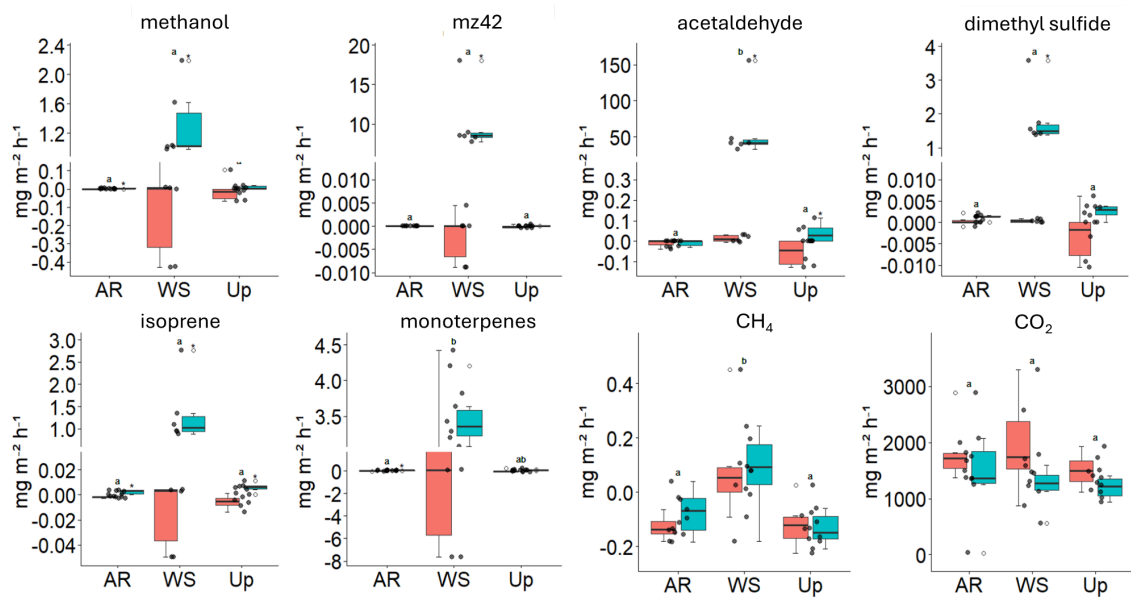 methanol
mg m⁻² h⁻¹
2.4
2.0
1.6
1.2
0.1
0.0
-0.1
-0.2
-0.3
-0.4
a
*
a
*
AR WS Up
mz42
mg m⁻² h⁻¹
20
15
10
0.010
0.005
0.000
-0.005
-0.010
a
*
a
a
AR WS Up
acetaldehyde
mg m⁻² h⁻¹
150
100
50
0.3
0.2
0.1
0.0
-0.1
b
*
a
a
*
AR WS Up
dimethyl sulfide
mg m⁻² h⁻¹
4
3
2
1
0.010
0.005
0.000
-0.005
-0.010
a
*
a
a
AR WS Up
isoprene
mg m⁻² h⁻¹
3.0
2.5
2.0
1.5
1.0
0.02
0.00
-0.02
-0.04
a
*
a
*
a
*
AR WS Up
monoterpenes
mg m⁻² h⁻¹
4.5
4.0
3.5
0
-2
-4
-6
-8
b
a
*
ab
AR WS Up
CH₄
mg m⁻² h⁻¹
0.4
0.2
0.0
-0.2
a
b
a
AR WS Up
CO₂
mg m⁻² h⁻¹
3000
2000
1000
0
a
a
a
AR WS Up